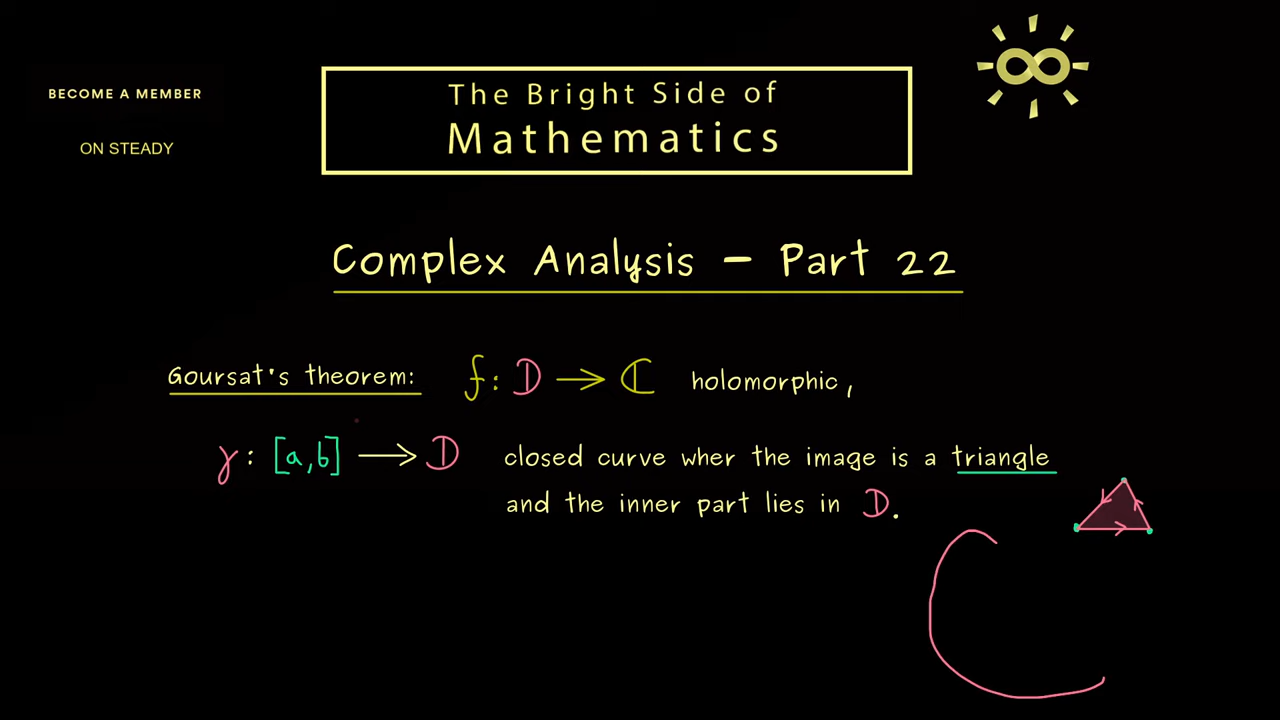 BECOME A MEMBER
ON STEADY
The Bright Side of
Mathematics
Complex Analysis – Part 22
Goursat's theorem: f: D → ℂ holomorphic,
γ: [a,b] → D closed curve wher the image is a triangle
and the inner part lies in D.